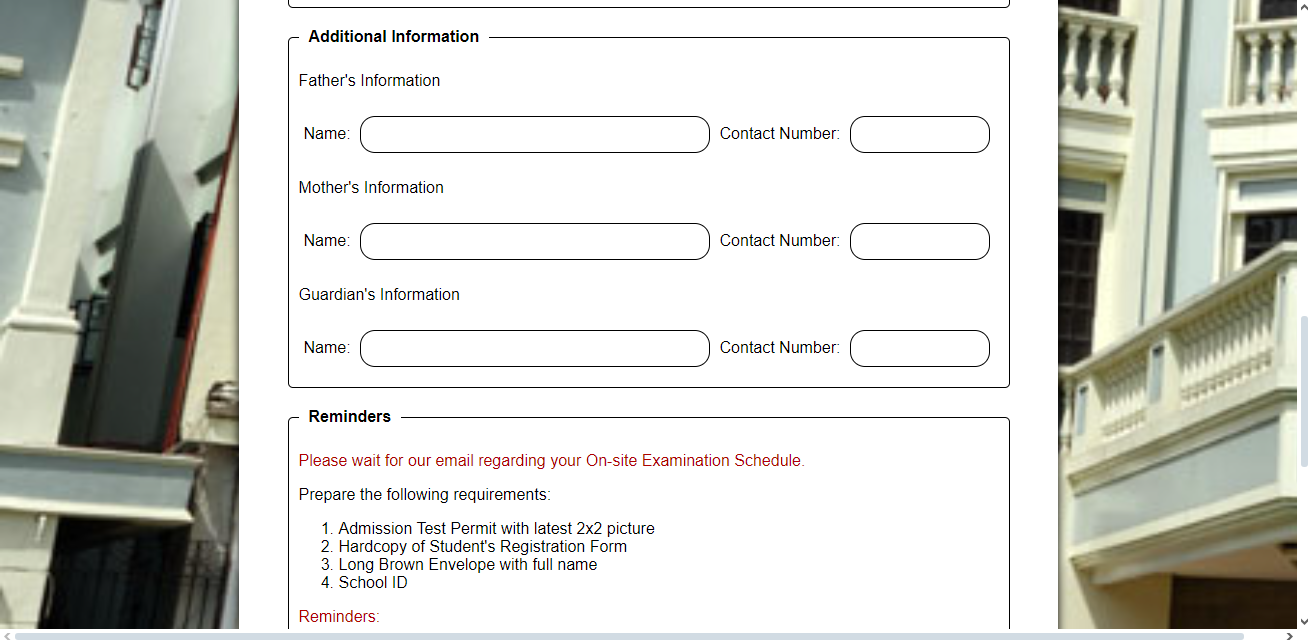 Additional Information
Father's Information
Name: Contact Number:
Mother's Information
Name: Contact Number:
Guardian's Information
Name: Contact Number:
Reminders
Please wait for our email regarding your On-site Examination Schedule.
Prepare the following requirements:
1. Admission Test Permit with latest 2x2 picture
2. Hardcopy of Student's Registration Form
3. Long Brown Envelope with full name
4. School ID
Reminders: